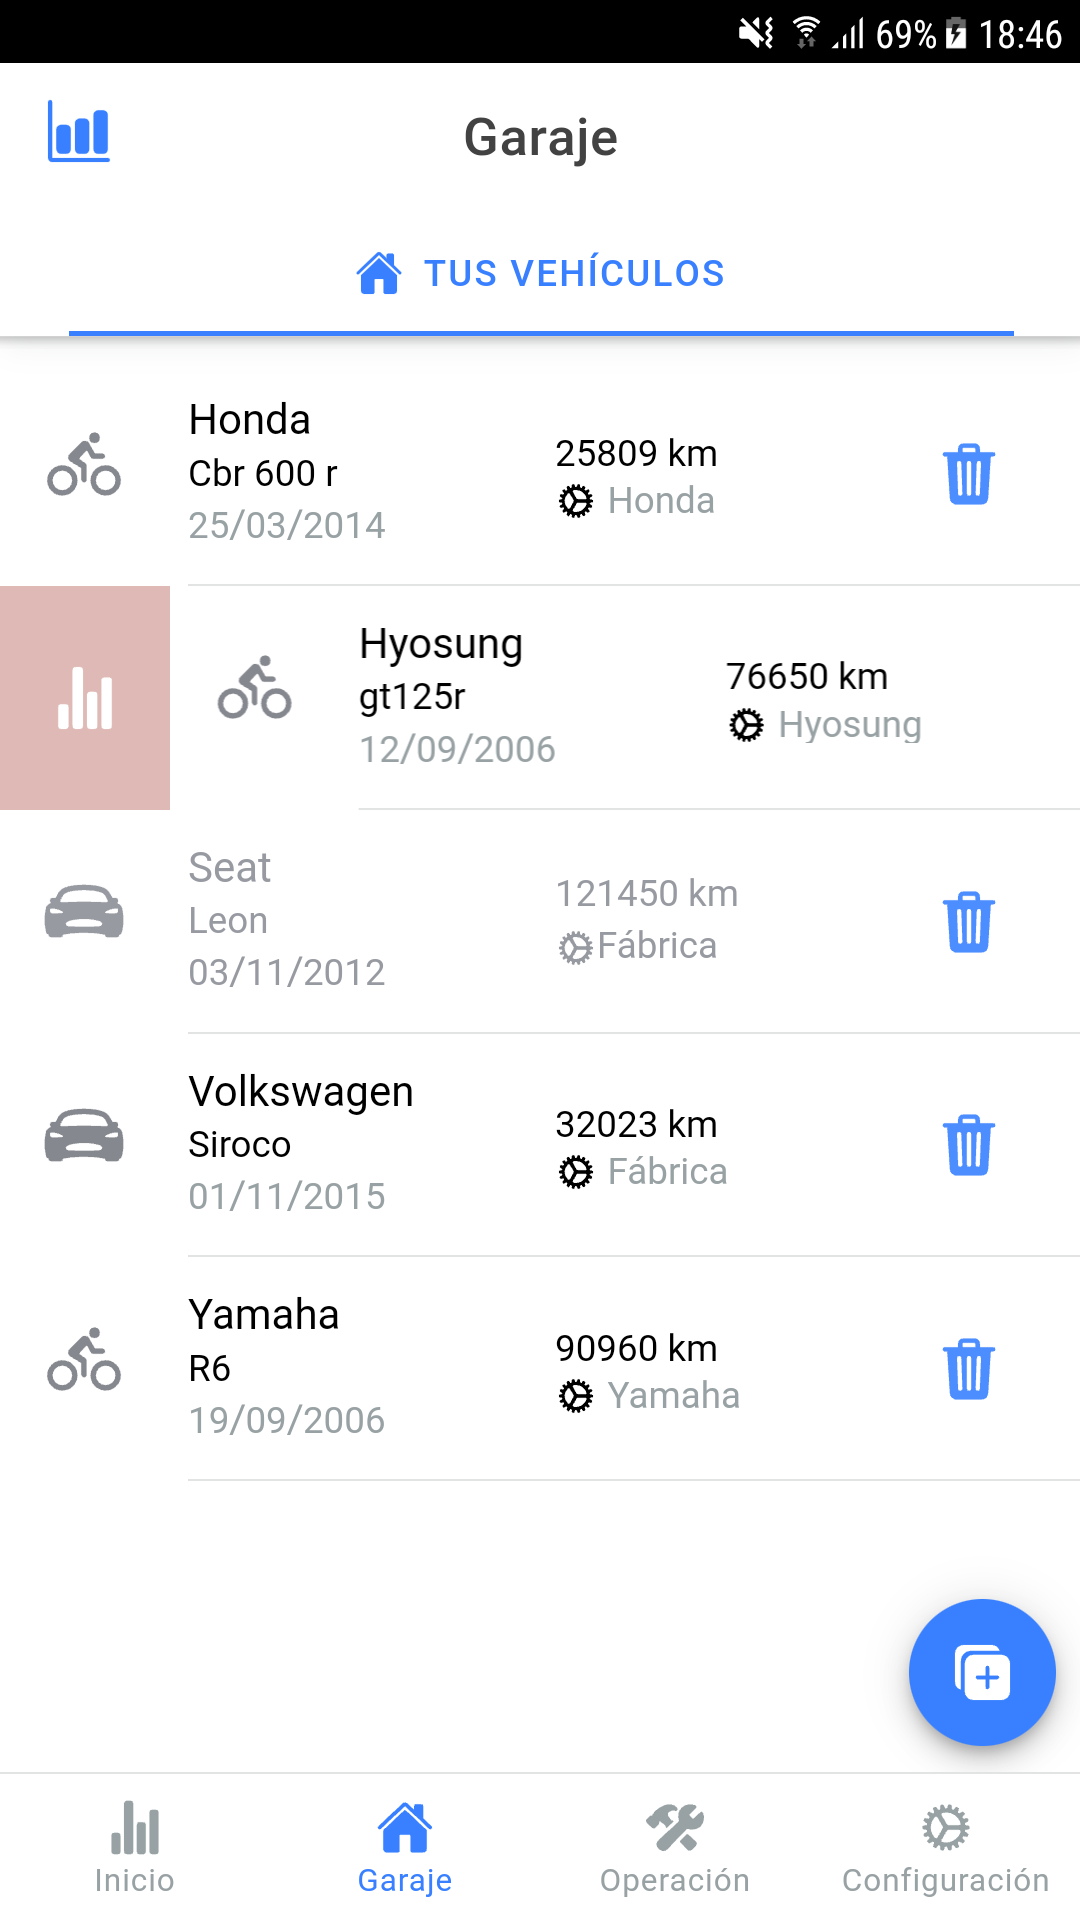 69% 18:46
Garaje
TUS VEHÍCULOS
Honda
Cbr 600 r
25/03/2014
25809 km
Honda
Hyosung
gt125r
12/09/2006
76650 km
Hyosung
Seat
Leon
03/11/2012
121450 km
Fábrica
Volkswagen
Siroco
01/11/2015
32023 km
Fábrica
Yamaha
R6
19/09/2006
90960 km
Yamaha
Inicio
Garaje
Operación
Configuración